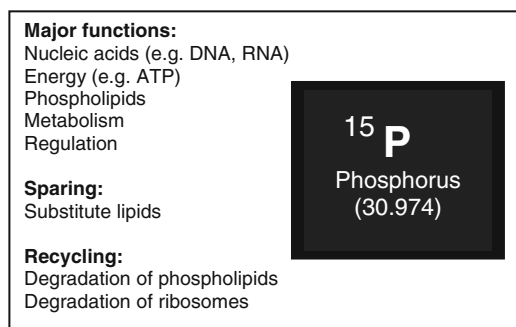 Major functions:
Nucleic acids (e.g. DNA, RNA)
Energy (e.g. ATP)
Phospholipids
Metabolism
Regulation
Sparing:
Substitute lipids
Recycling:
Degradation of phospholipids
Degradation of ribosomes
15 P
Phosphorus
(30.974)